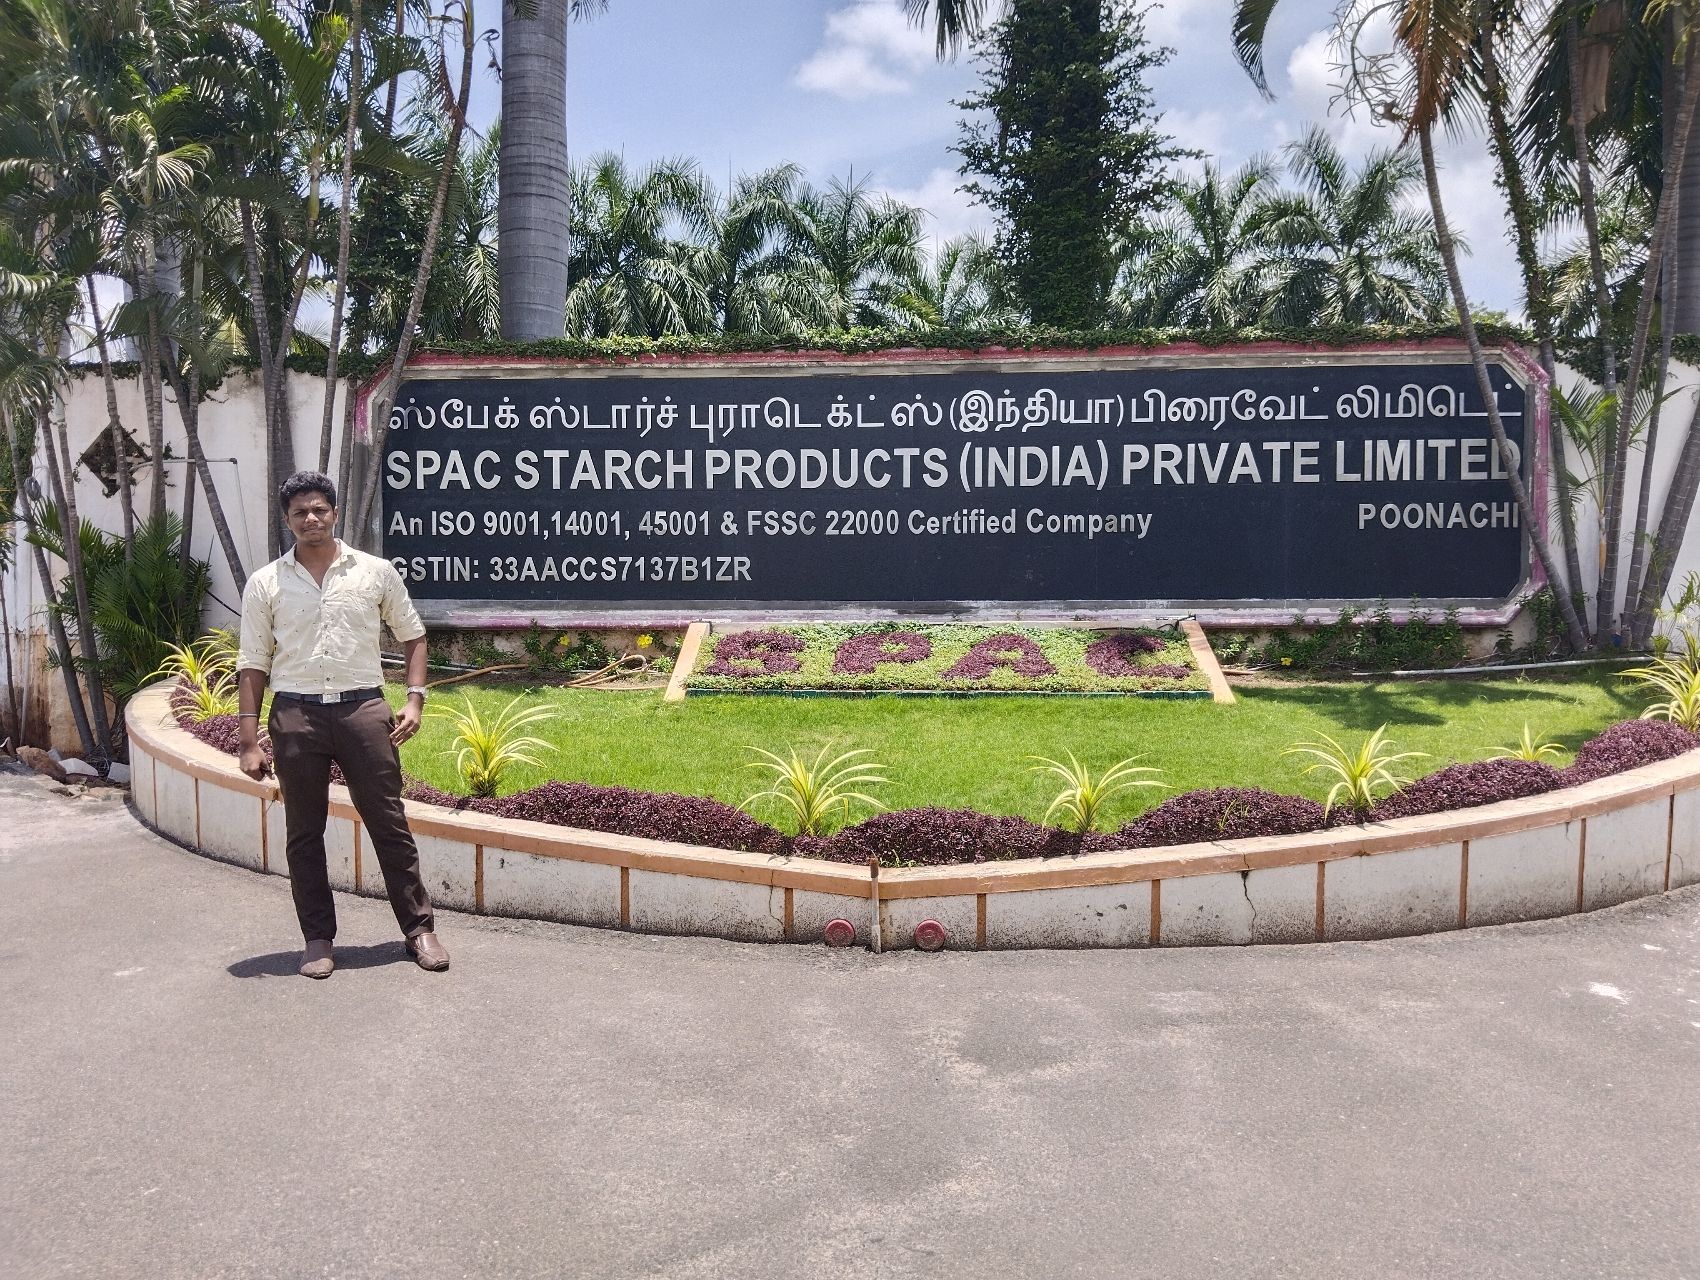 ஸ்பேக் ஸ்டார்ச் புராடெக்ட்ஸ் (இந்தியா) பிரைவேட் லிமிடெட்
SPAC STARCH PRODUCTS (INDIA) PRIVATE LIMITED
An ISO 9001,14001, 45001 & FSSC 22000 Certified Company
POONACHI
GSTIN: 33AACCS7137B1ZR
SPAC